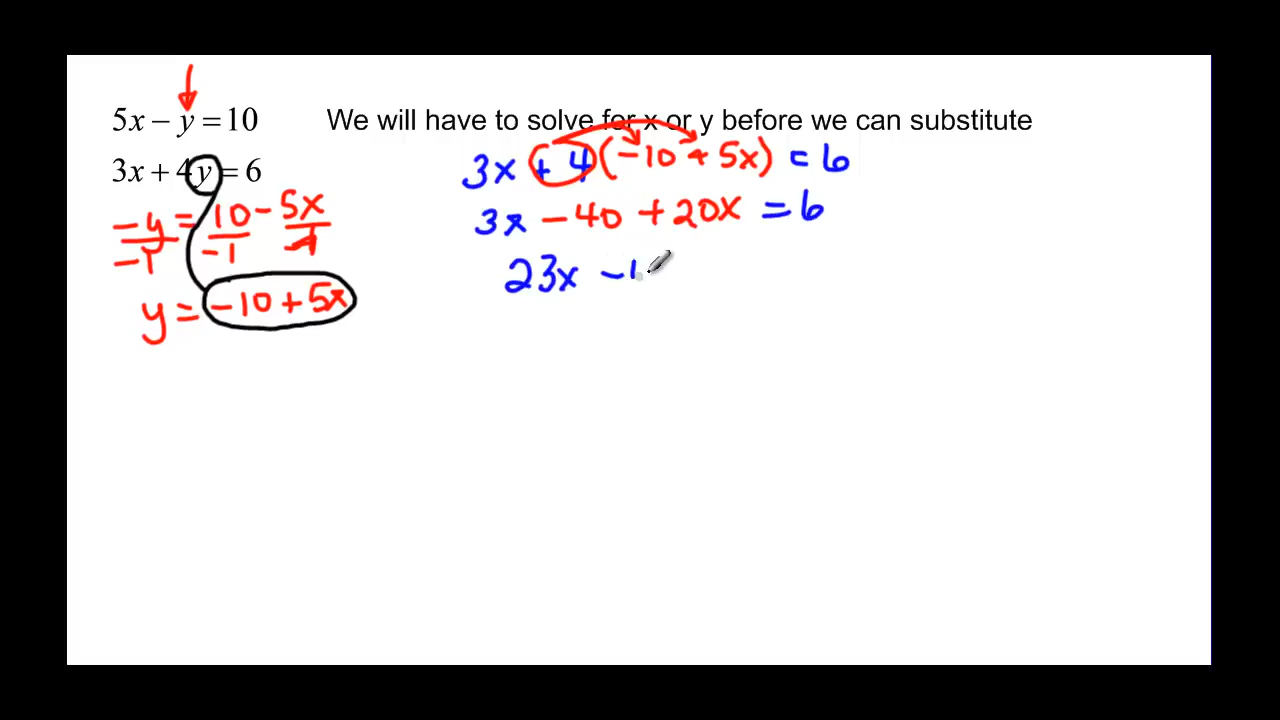 5x − y = 10
We will have to solve for x or y before we can substitute
3x + 4y = 6
3x + 4(-10 + 5x) = 6
-y = 10 - 5x
-1 -1 -1
3x - 40 + 20x = 6
y = -10 + 5x
23x -